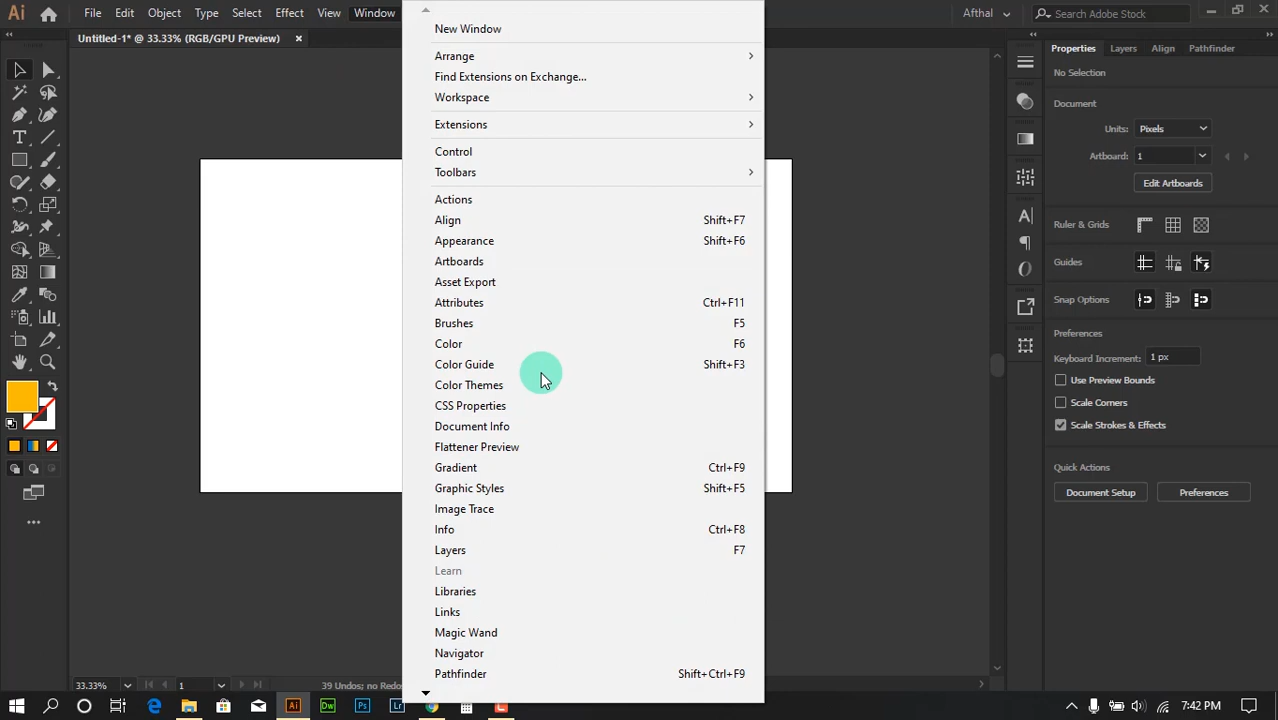 Ai
File
Edit
Object
Type
Select
Effect
View
Window
Afthal
Search Adobe Stock
Untitled-1* @ 33.33% (RGB/GPU Preview)
New Window
Arrange
Find Extensions on Exchange...
Workspace
Extensions
Control
Toolbars
Actions
Align Shift+F7
Appearance Shift+F6
Artboards
Asset Export
Attributes Ctrl+F11
Brushes F5
Color F6
Color Guide Shift+F3
Color Themes
CSS Properties
Document Info
Flattener Preview
Gradient Ctrl+F9
Graphic Styles Shift+F5
Image Trace
Info Ctrl+F8
Layers F7
Learn
Libraries
Links
Magic Wand
Navigator
Pathfinder Shift+Ctrl+F9
Properties
Layers
Align
Pathfinder
No Selection
Document
Units: Pixels
Artboard: 1
Edit Artboards
Ruler & Grids
Guides
Snap Options
Preferences
Keyboard Increment: 1 px
Use Preview Bounds
Scale Corners
Scale Strokes & Effects
Quick Actions
Document Setup
Preferences
33.33%
1
39 Undos; no Redo
Ai
Dw
Ps
Lr
7:42 PM